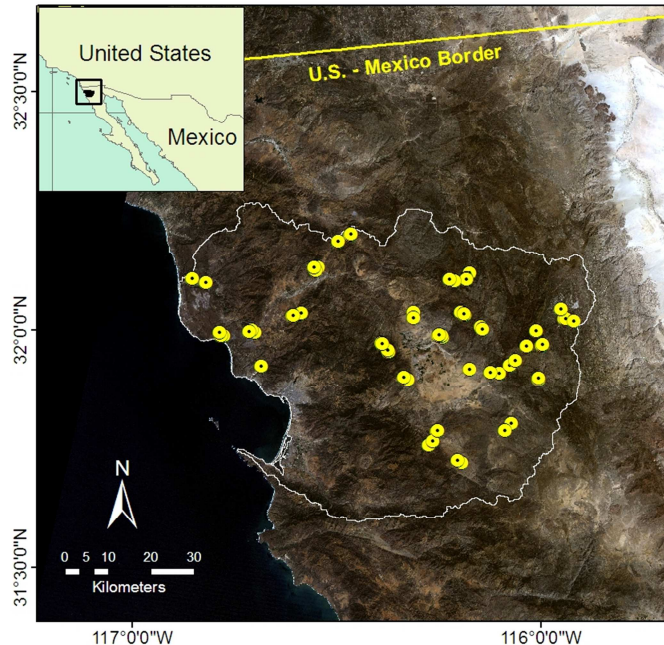 United States
Mexico
U.S. - Mexico Border
32°30'0"N
32°0'0"N
31°30'0"N
N
0 5 10 20 30
Kilometers
117°0'0"W
116°0'0"W